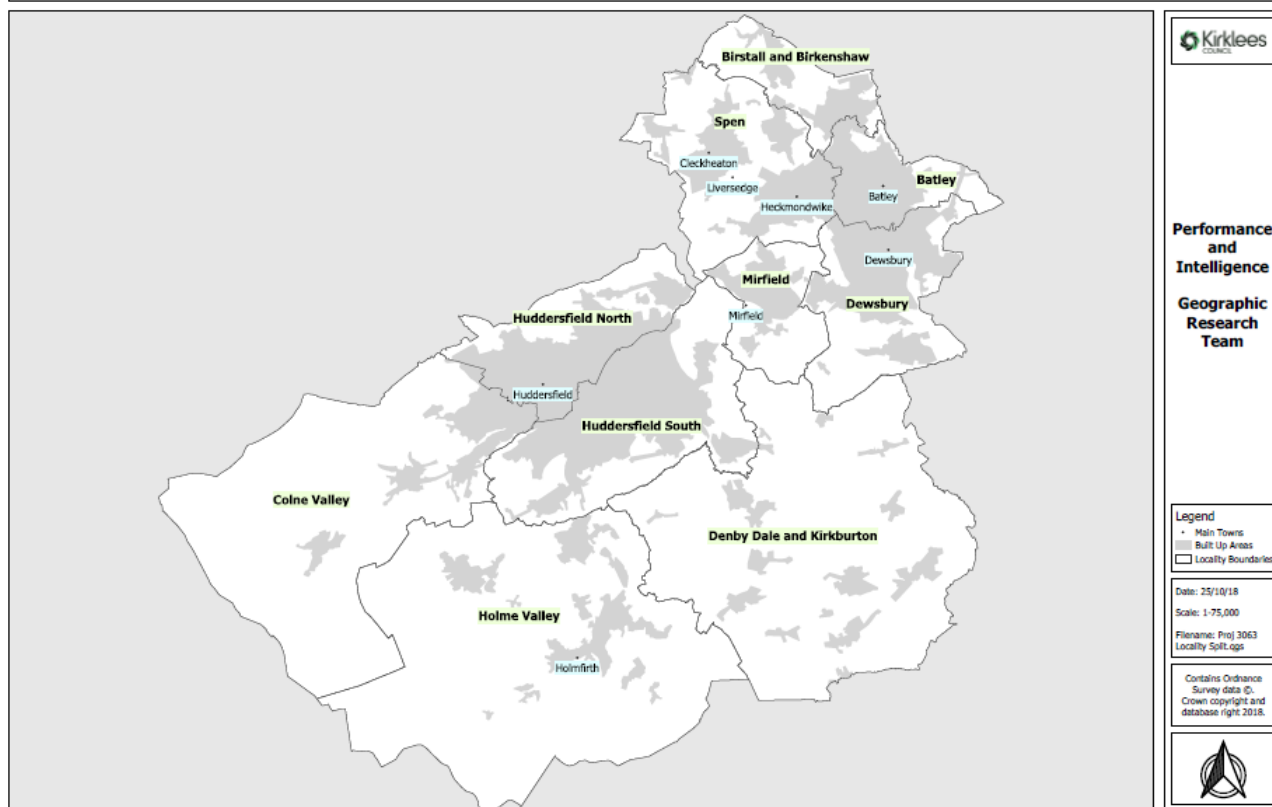 Birstall and Birkenshaw
Spen
Cleckheaton
Liversedge
Heckmondwike
Batley
Batley
Dewsbury
Mirfield
Dewsbury
Mirfield
Huddersfield North
Huddersfield
Huddersfield South
Colne Valley
Denby Dale and Kirkburton
Holme Valley
Holmfirth
Kirklees
COUNCIL
Performance
and
Intelligence
Geographic
Research
Team
Legend
Main Towns
Built Up Areas
Locality Boundaries
Date: 25/10/18
Scale: 1-75,000
Filename: Proj 3063
Locality Split.qgs
Contains Ordnance
Survey data ©.
Crown copyright and
database right 2018.